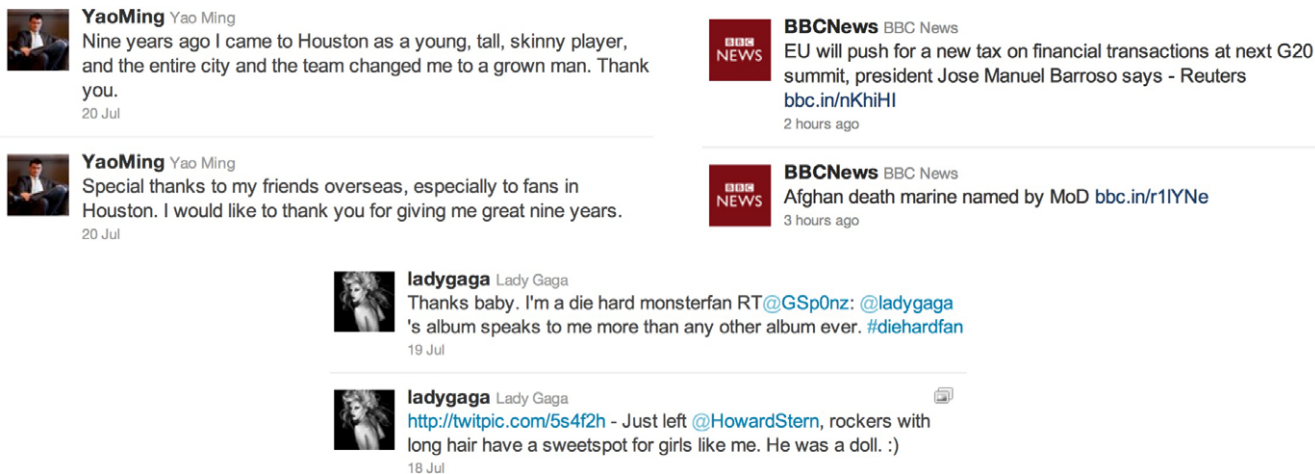 YaoMing Yao Ming
Nine years ago I came to Houston as a young, tall, skinny player,
and the entire city and the team changed me to a grown man. Thank
you.
20 Jul
YaoMing Yao Ming
Special thanks to my friends overseas, especially to fans in
Houston. I would like to thank you for giving me great nine years.
20 Jul
BBC
NEWS
BBCNews BBC News
EU will push for a new tax on financial transactions at next G20
summit, president Jose Manuel Barroso says - Reuters
bbc.in/nKhiHI
2 hours ago
BBC
NEWS
BBCNews BBC News
Afghan death marine named by MoD bbc.in/r1lYNe
3 hours ago
ladygaga Lady Gaga
Thanks baby. I'm a die hard monsterfan RT@GSp0nz: @ladygaga
's album speaks to me more than any other album ever. #diehardfan
19 Jul
ladygaga Lady Gaga
http://twitpic.com/5s4f2h - Just left @HowardStern, rockers with
long hair have a sweetspot for girls like me. He was a doll. :)
18 Jul